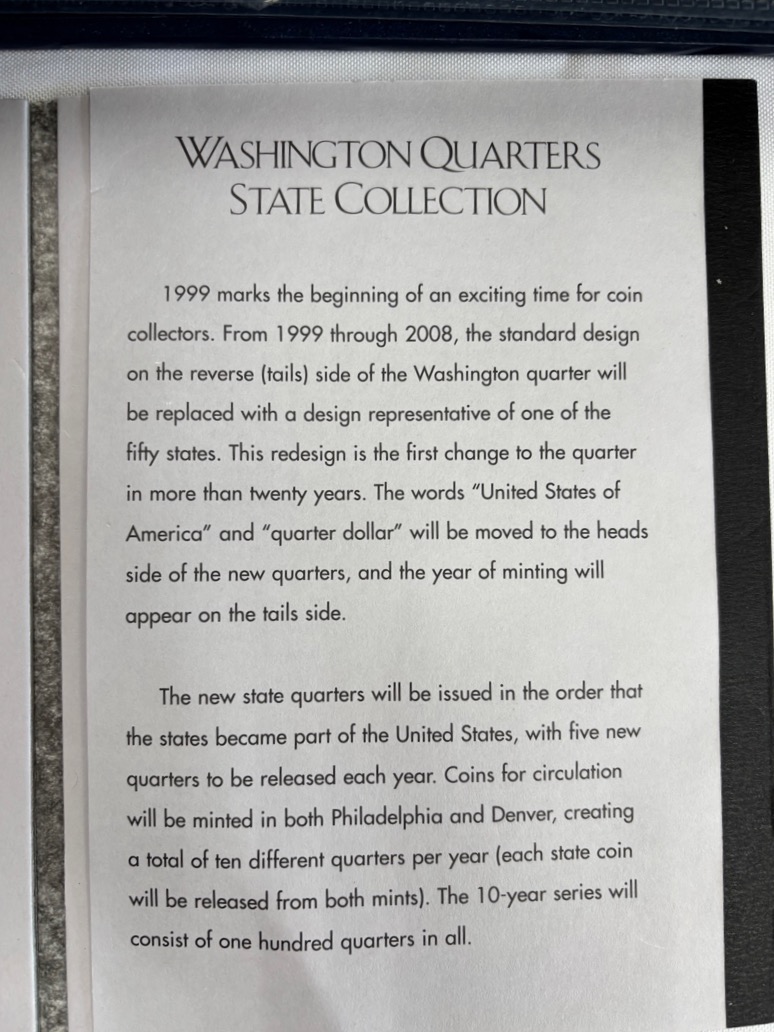 WASHINGTON QUARTERS
STATE COLLECTION
1999 marks the beginning of an exciting time for coin
collectors. From 1999 through 2008, the standard design
on the reverse (tails) side of the Washington quarter will
be replaced with a design representative of one of the
fifty states. This redesign is the first change to the quarter
in more than twenty years. The words “United States of
America” and “quarter dollar” will be moved to the heads
side of the new quarters, and the year of minting will
appear on the tails side.
The new state quarters will be issued in the order that
the states became part of the United States, with five new
quarters to be released each year. Coins for circulation
will be minted in both Philadelphia and Denver, creating
a total of ten different quarters per year (each state coin
will be released from both mints). The 10-year series will
consist of one hundred quarters in all.